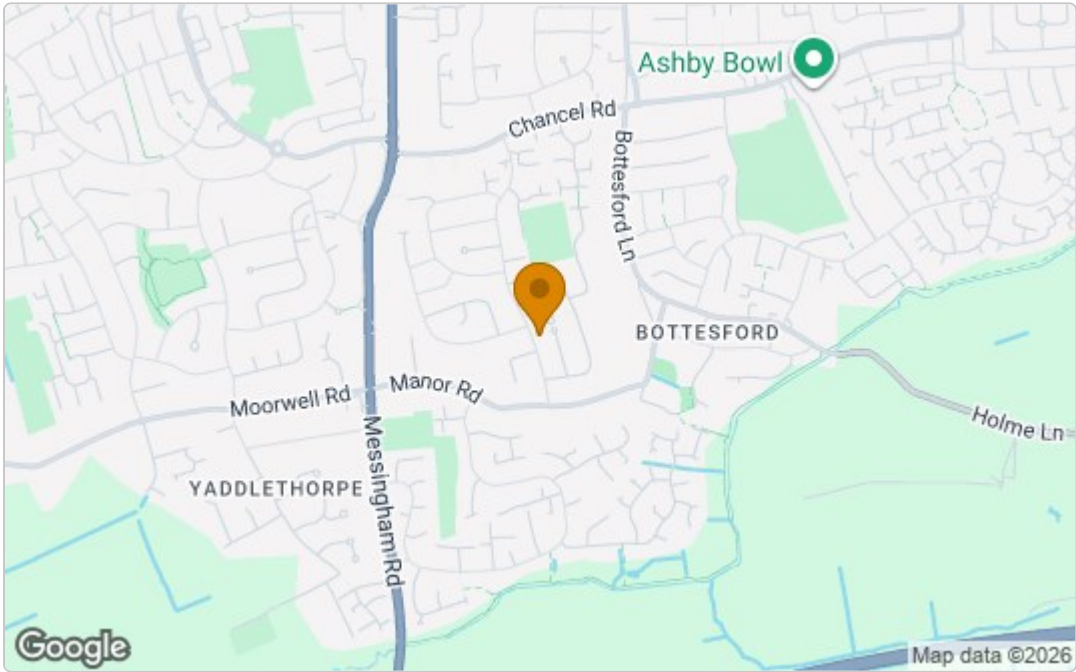 Ashby Bowl
Chancel Rd
Bottesford Ln
BOTTESFORD
Manor Rd
Moorwell Rd
Holme Ln
Messingham Rd
YADDLETHORPE
Google
Map data ©2026